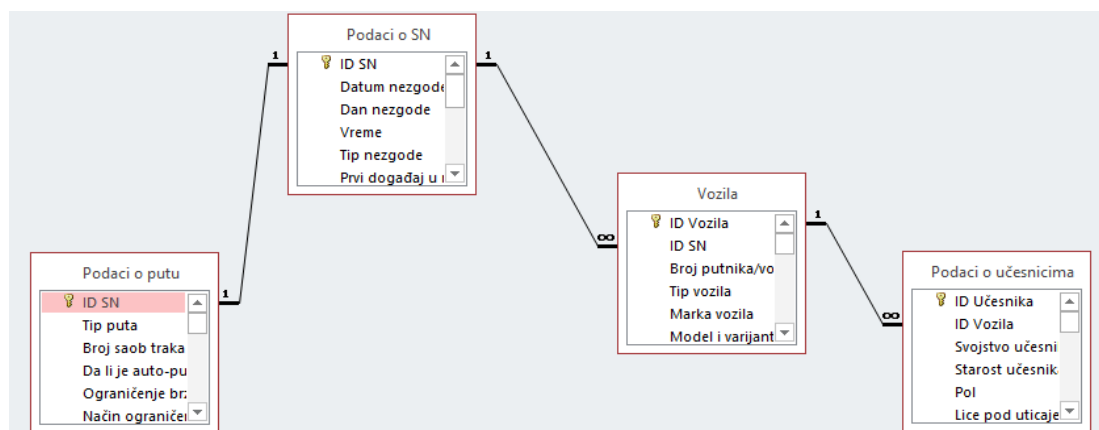 Podaci o SN
ID SN
Datum nezgode
Dan nezgode
Vreme
Tip nezgode
Prvi događaj u
1
1
Vozila
ID Vozila
ID SN
Broj putnika/vo
Tip vozila
Marka vozila
Model i varijant
∞
1
Podaci o putu
ID SN
Tip puta
Broj saob traka
Da li je auto-pu
Ograničenje brz
Način ograničer
1
Podaci o učesnicima
ID Učesnika
ID Vozila
Svojstvo učesni
Starost učesnik
Pol
Lice pod uticaje
∞